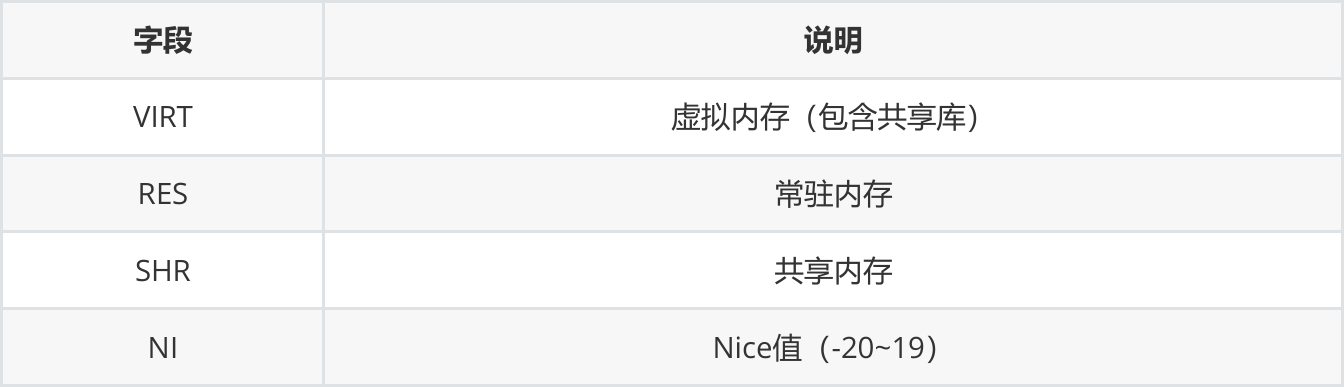 字段 说明
VIRT 虚拟内存（包含共享库）
RES 常驻内存
SHR 共享内存
NI Nice值（-20~19）